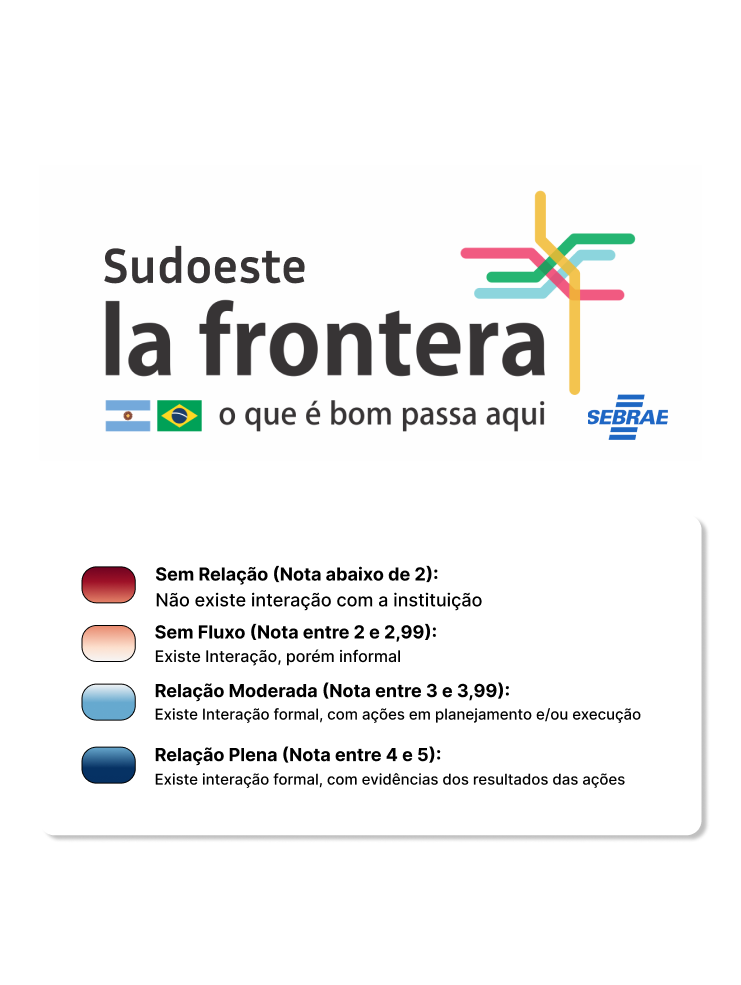 Sudoeste
la frontera
o que é bom passa aqui
SEBRAE
Sem Relação (Nota abaixo de 2):
Não existe interação com a instituição
Sem Fluxo (Nota entre 2 e 2,99):
Existe Interação, porém informal
Relação Moderada (Nota entre 3 e 3,99):
Existe Interação formal, com ações em planejamento e/ou execução
Relação Plena (Nota entre 4 e 5):
Existe interação formal, com evidências dos resultados das ações